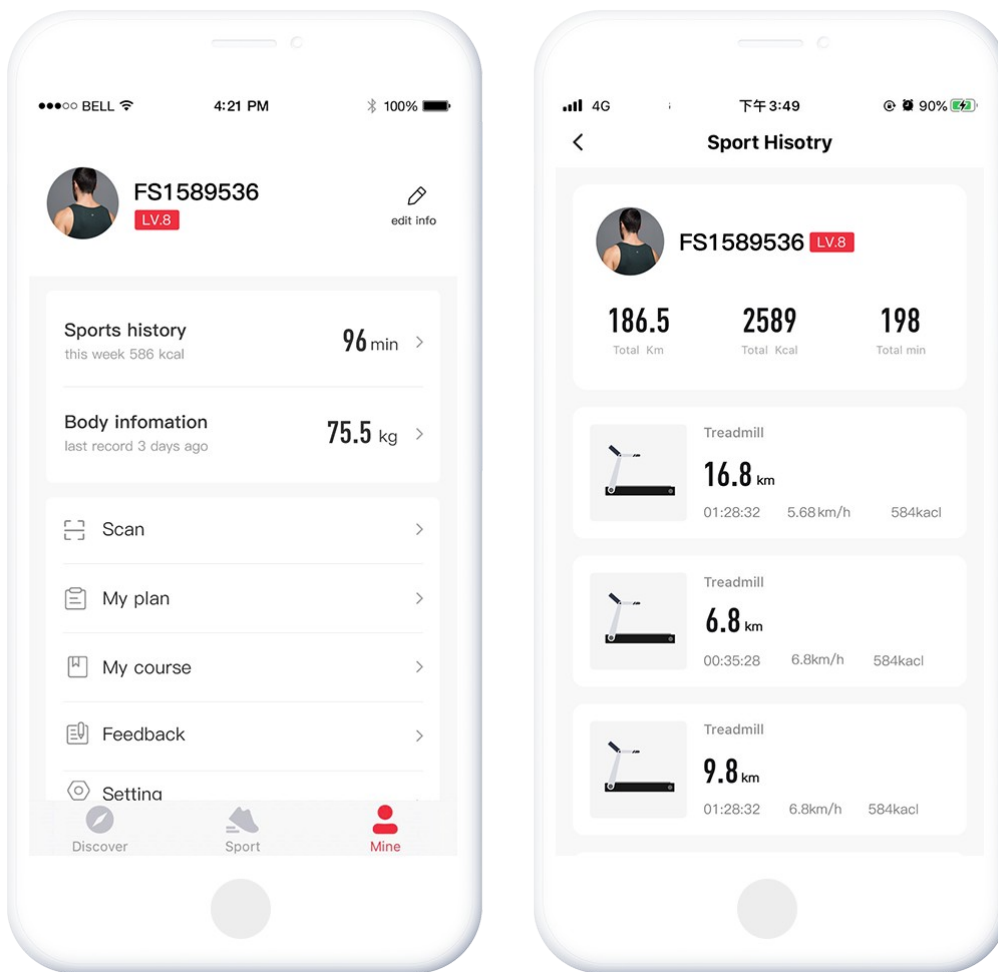 BELL 4:21 PM 100%
FS1589536
LV.8
edit info
Sports history
this week 586 kcal
96 min
Body infomation
last record 3 days ago
75.5 kg
Scan
My plan
My course
Feedback
Setting
Discover Sport Mine
4G 下午3:49 90%
Sport Hisotry
FS1589536 LV.8
186.5 2589 198
Total Km Total Kcal Total min
Treadmill
16.8 km
01:28:32 5.68km/h 584kacl
Treadmill
6.8 km
00:35:28 6.8km/h 584kacl
Treadmill
9.8 km
01:28:32 6.8km/h 584kacl